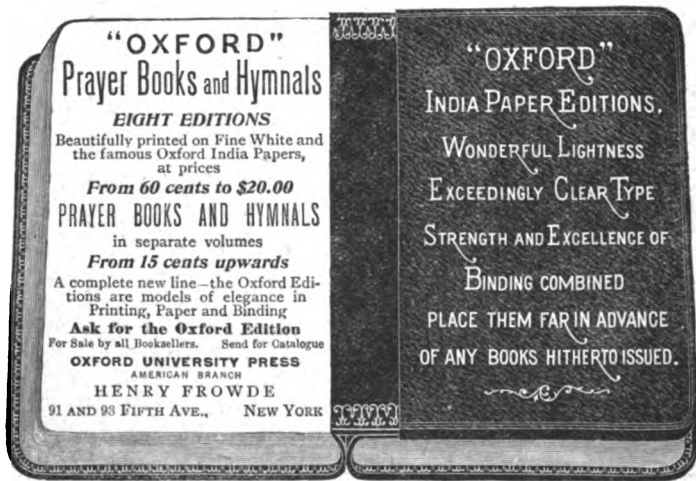 "OXFORD"
Prayer Books and Hymnals
EIGHT EDITIONS
Beautifully printed on Fine White and
the famous Oxford India Papers,
at prices
From 60 cents to $20.00
PRAYER BOOKS AND HYMNALS
in separate volumes
From 15 cents upwards
A complete new line—the Oxford Edi-
tions are models of elegance in
Printing, Paper and Binding
Ask for the Oxford Edition
For Sale by all Booksellers. Send for Catalogue
OXFORD UNIVERSITY PRESS
AMERICAN BRANCH
HENRY FROWDE
91 AND 93 FIFTH AVE., NEW YORK
"OXFORD"
INDIA PAPER EDITIONS.
WONDERFUL LIGHTNESS
EXCEEDINGLY CLEAR TYPE
STRENGTH AND EXCELLENCE OF
BINDING COMBINED
PLACE THEM FAR IN ADVANCE
OF ANY BOOKS HITHERTO ISSUED.